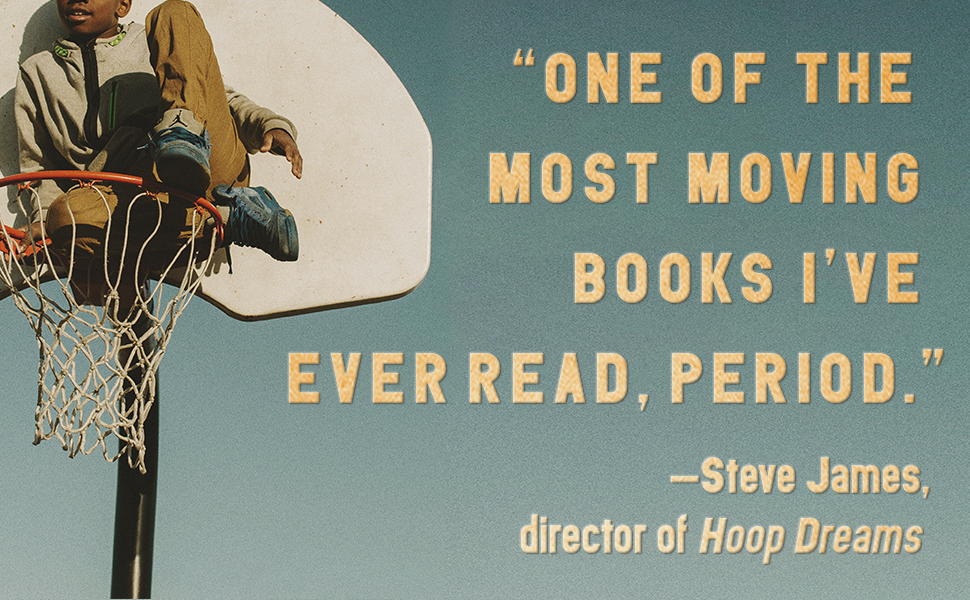 “ONE OF THE
MOST MOVING
BOOKS I’VE
EVER READ, PERIOD.”
—Steve James,
director of Hoop Dreams